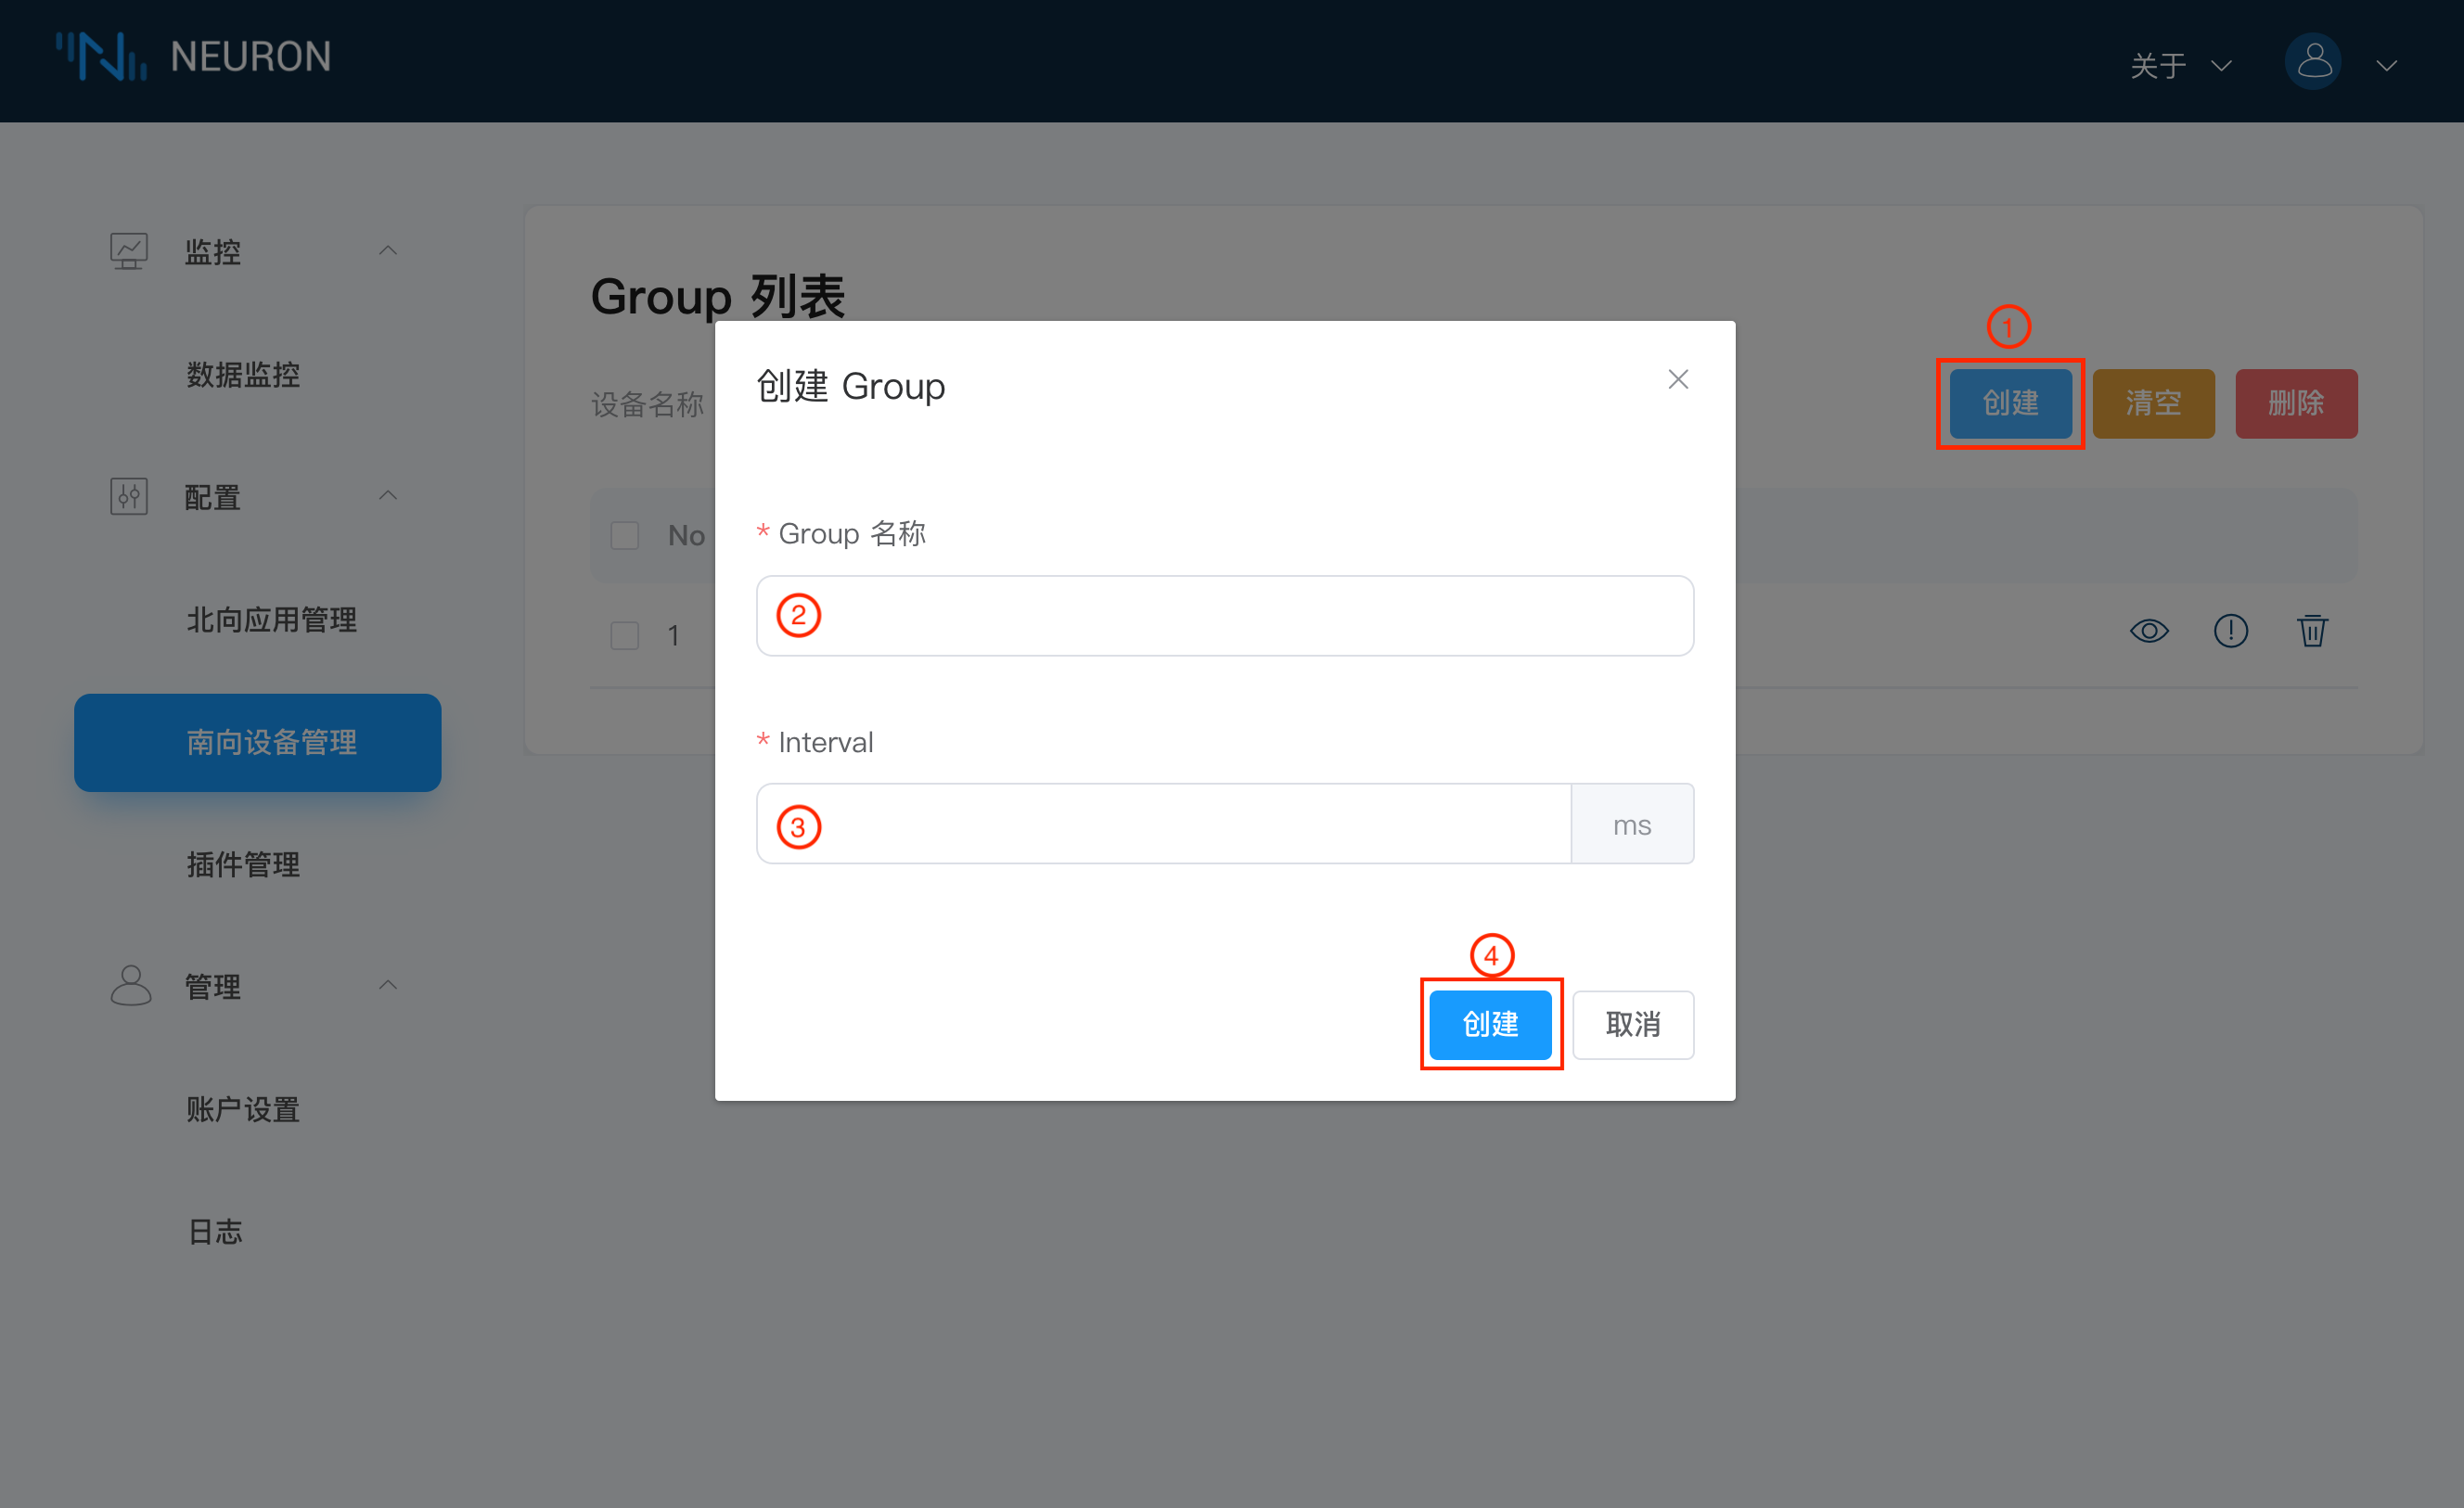 NEURON
关于
监控
数据监控
配置
北向应用管理
南向设备管理
插件管理
管理
账户设置
日志
Group 列表
设备名称
1
创建 清空 删除
No
1
创建 Group
* Group 名称
2
* Interval
3 ms
4
创建 取消